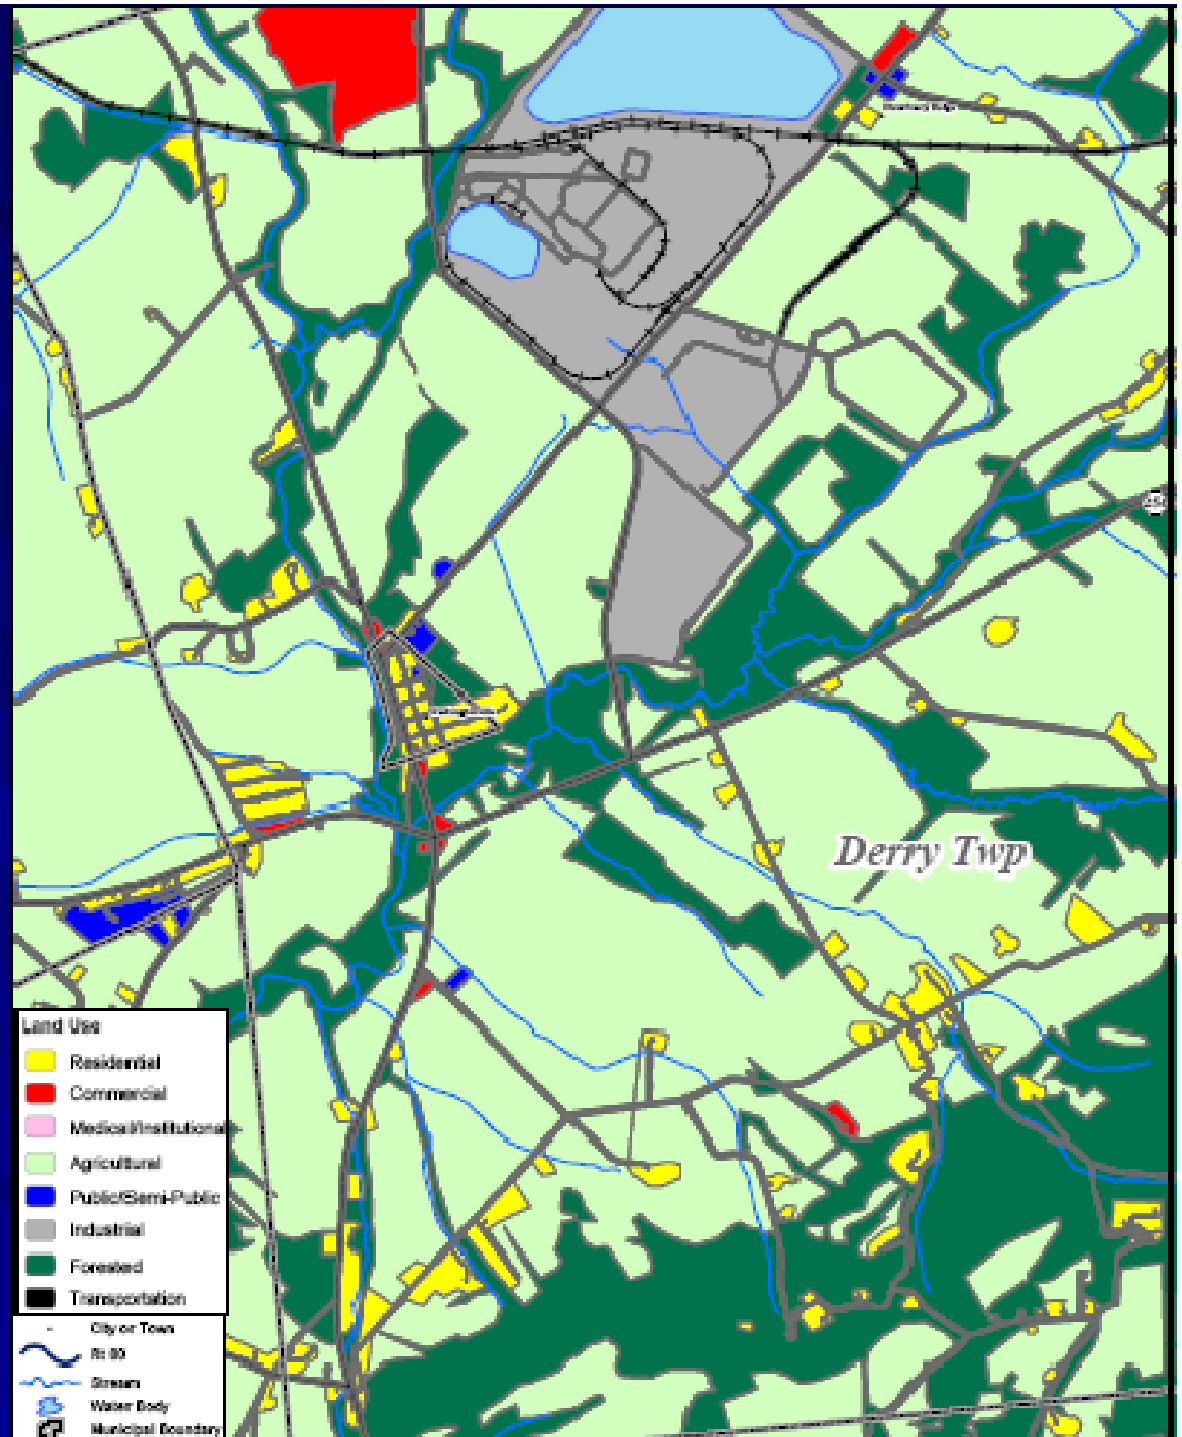 Derry Twp
Land Use
Residential
Commercial
Medical/Institutional
Agricultural
Public/Semi-Public
Industrial
Forested
Transportation
City or Town
Stream
Water Body
Municipal Boundary